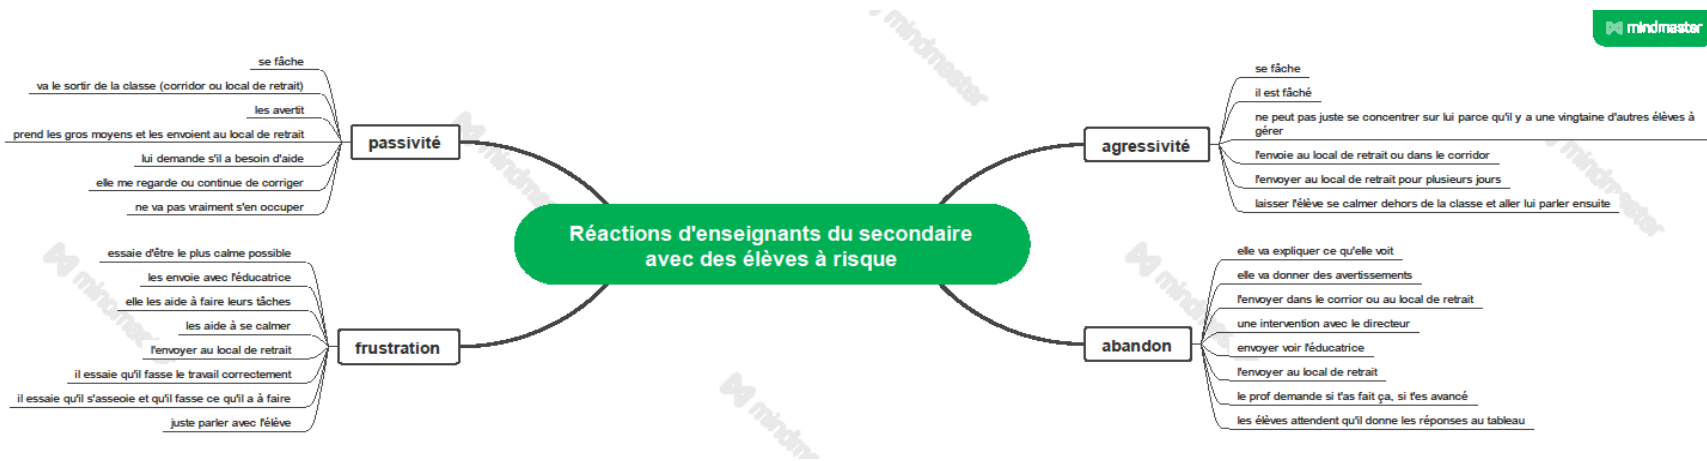 mindmaster
se fâche
va le sortir de la classe (corridor ou local de retrait)
les avertit
prend les gros moyens et les envoient au local de retrait
lui demande s'il a besoin d'aide
elle me regarde ou continue de corriger
ne va pas vraiment s'en occuper
passivité
essaie d'être le plus calme possible
les envoie avec l'éducatrice
elle les aide à faire leurs tâches
les aide à se calmer
l'envoyer au local de retrait
il essaie qu'il fasse le travail correctement
il essaie qu'il s'asseoie et qu'il fasse ce qu'il a à faire
juste parler avec l'élève
frustration
Réactions d'enseignants du secondaire
avec des élèves à risque
agressivité
se fâche
il est fâché
ne peut pas juste se concentrer sur lui parce qu'il y a une vingtaine d'autres élèves à
gérer
l'envoie au local de retrait ou dans le corridor
l'envoyer au local de retrait pour plusieurs jours
laisser l'élève se calmer dehors de la classe et aller lui parler ensuite
abandon
elle va expliquer ce qu'elle voit
elle va donner des avertissements
l'envoyer dans le corrior ou au local de retrait
une intervention avec le directeur
envoyer voir l'éducatrice
l'envoyer au local de retrait
le prof demande si t'as fait ça, si t'es avancé
les élèves attendent qu'il donne les réponses au tableau
mindmaster
mindmaster
mindmaster
mindmaster
mindmaster
mindmaster